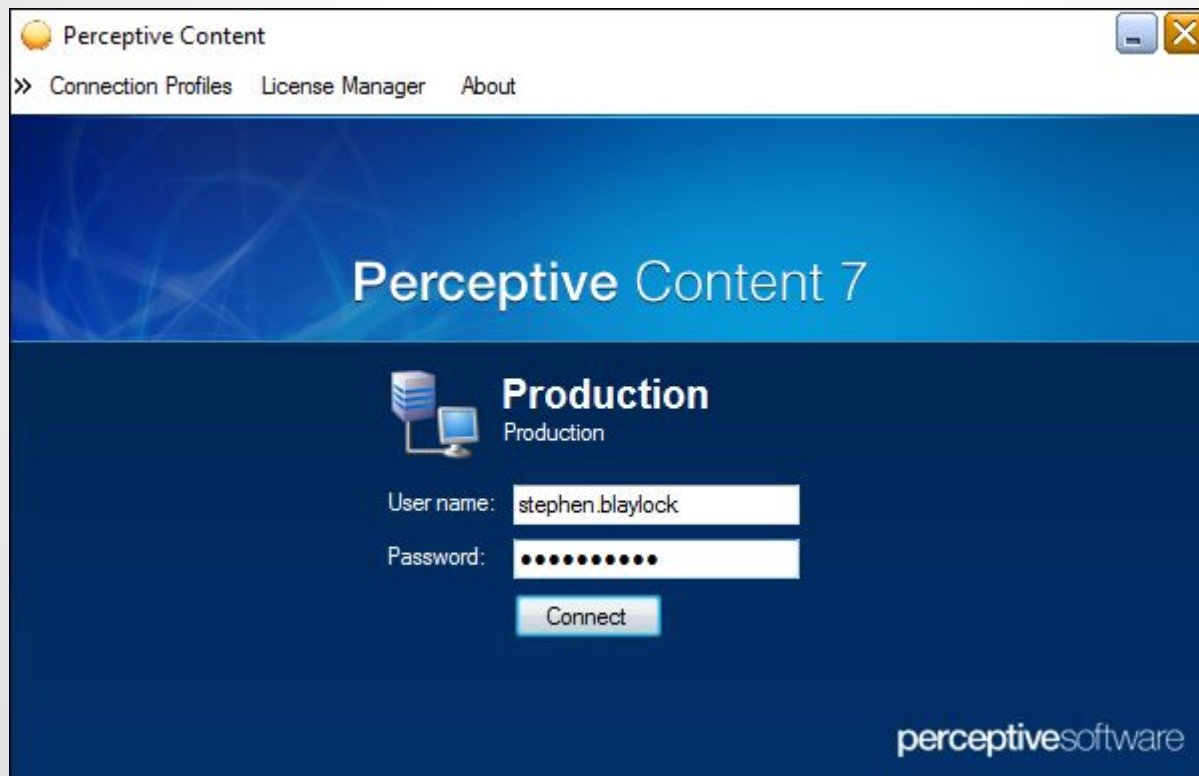 Perceptive Content
» Connection Profiles License Manager About
Perceptive Content 7
Production
Production
User name: stephen.blaylock
Password: ●●●●●●●●●●
Connect
perceptivesoftware